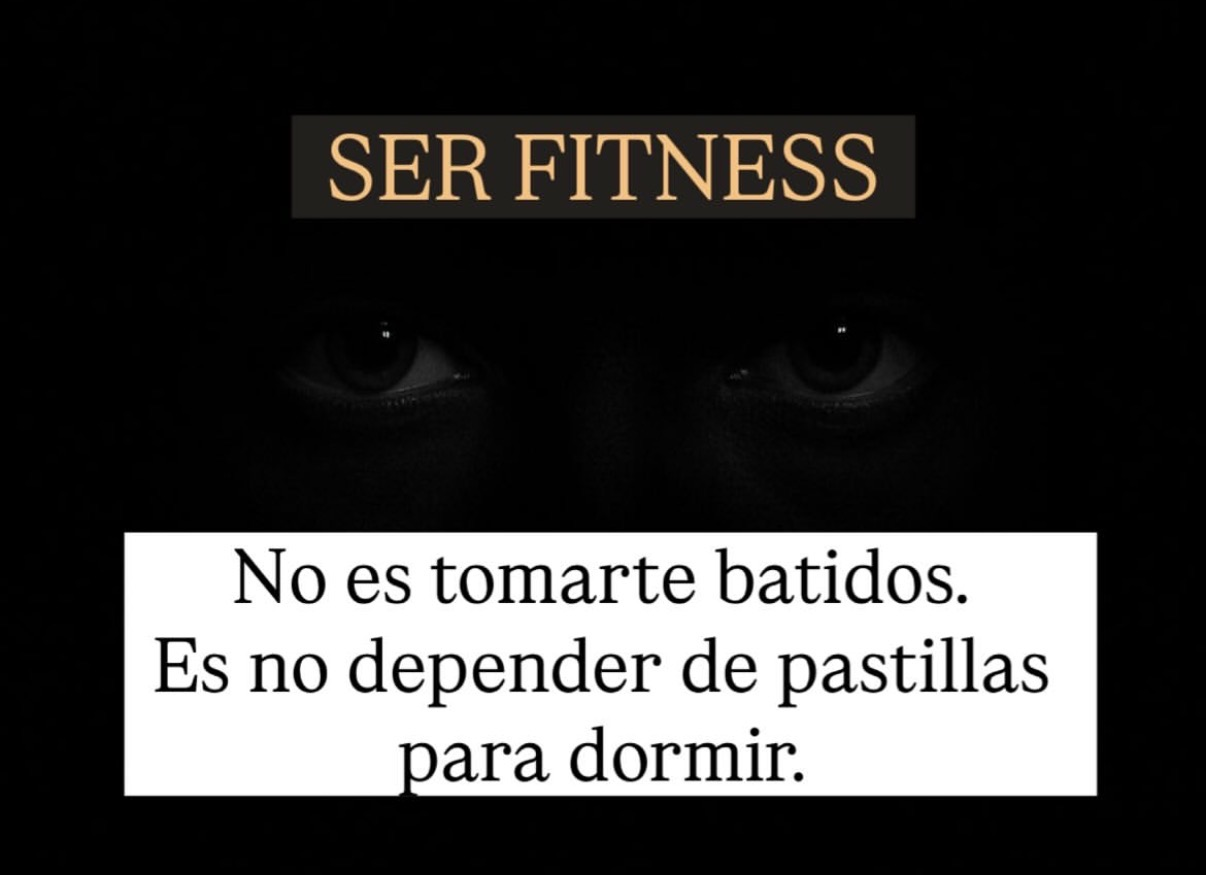 SER FITNESS
No es tomarte batidos.
Es no depender de pastillas
para dormir.